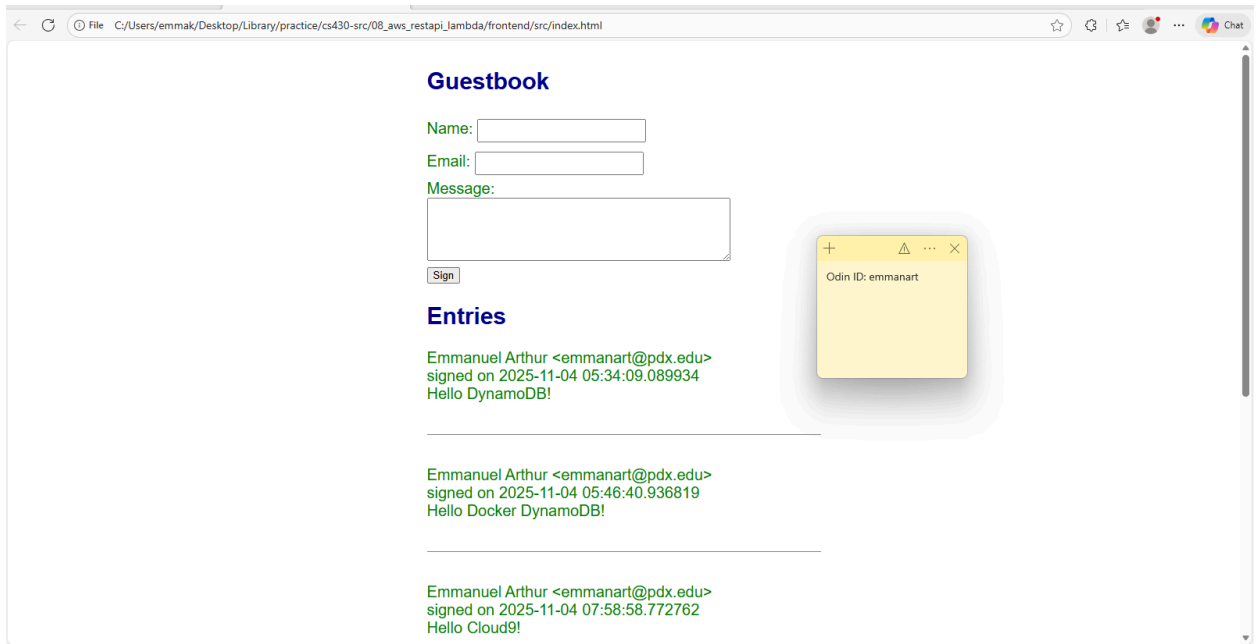 File C:/Users/emmak/Desktop/Library/practice/cs430-src/08_aws_restapi_lambda/frontend/src/index.html
Chat
Guestbook
Name:
Email:
Message:
Sign
Odin ID: emmanart
Entries
Emmanuel Arthur <emmanart@pdx.edu>
signed on 2025-11-04 05:34:09.089934
Hello DynamoDB!
Emmanuel Arthur <emmanart@pdx.edu>
signed on 2025-11-04 05:46:40.936819
Hello Docker DynamoDB!
Emmanuel Arthur <emmanart@pdx.edu>
signed on 2025-11-04 07:58:58.772762
Hello Cloud9!